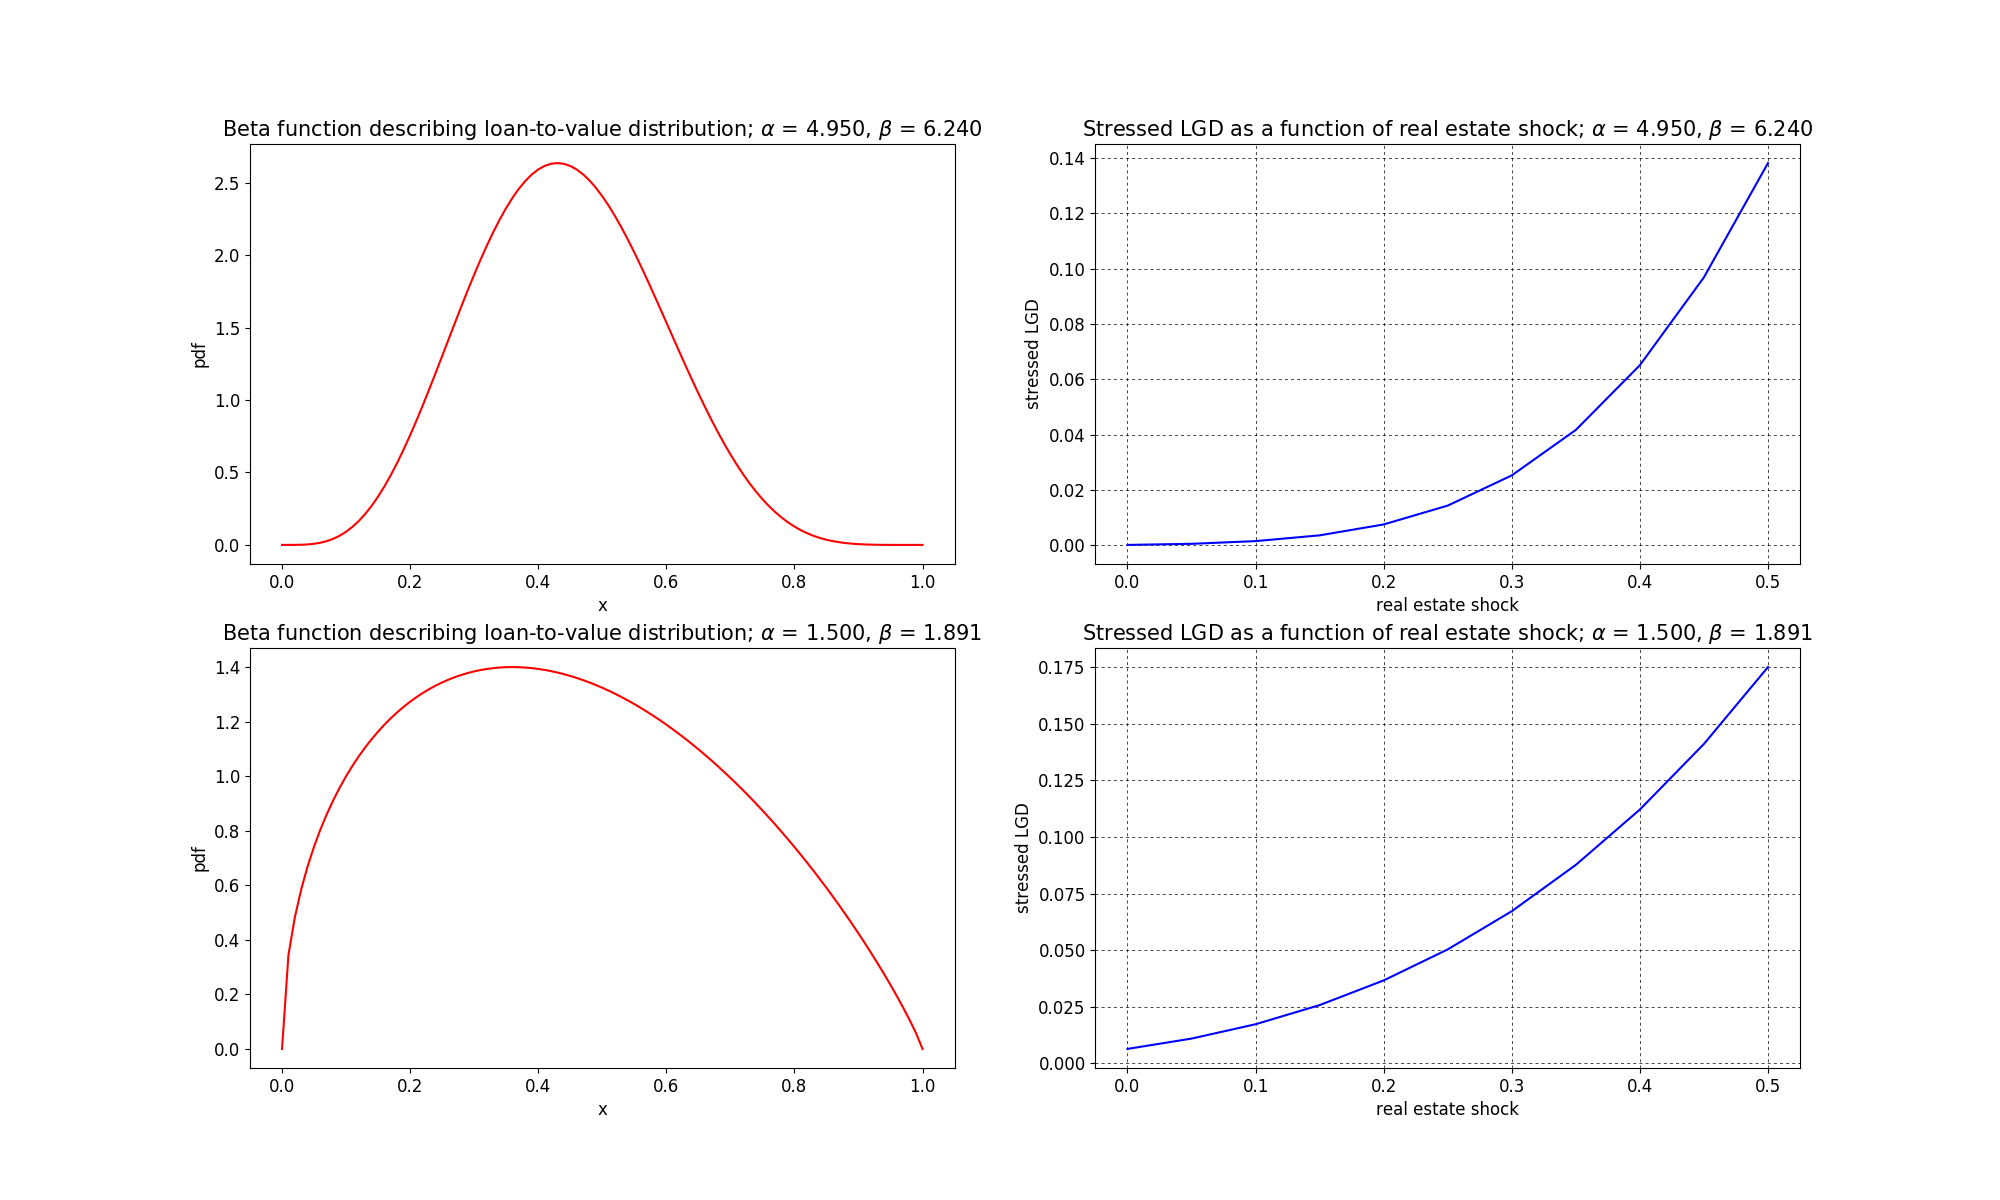 Beta function describing loan-to-value distribution; α = 4.950, β = 6.240
2.5
2.0
1.5
1.0
0.5
0.0
pdf
0.0 0.2 0.4 0.6 0.8 1.0
x
Stressed LGD as a function of real estate shock; α = 4.950, β = 6.240
0.14
0.12
0.10
0.08
0.06
0.04
0.02
0.00
stressed LGD
0.0 0.1 0.2 0.3 0.4 0.5
real estate shock
Beta function describing loan-to-value distribution; α = 1.500, β = 1.891
1.4
1.2
1.0
0.8
0.6
0.4
0.2
0.0
pdf
0.0 0.2 0.4 0.6 0.8 1.0
x
Stressed LGD as a function of real estate shock; α = 1.500, β = 1.891
0.175
0.150
0.125
0.100
0.075
0.050
0.025
0.000
stressed LGD
0.0 0.1 0.2 0.3 0.4 0.5
real estate shock